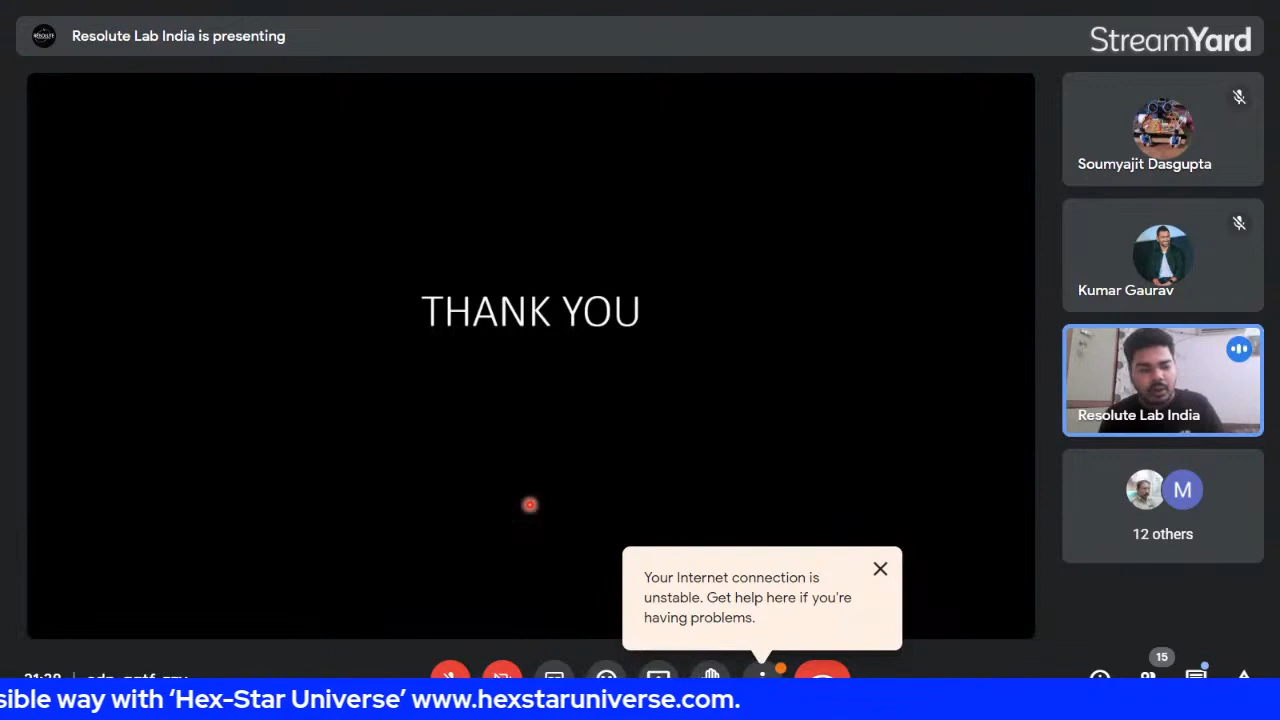 Resolute Lab India is presenting
StreamYard
Soumyajit Dasgupta
Kumar Gaurav
THANK YOU
Resolute Lab India
M
12 others
Your Internet connection is
unstable. Get help here if you're
having problems.
15
sible way with ‘Hex-Star Universe’ www.hexstaruniverse.com.